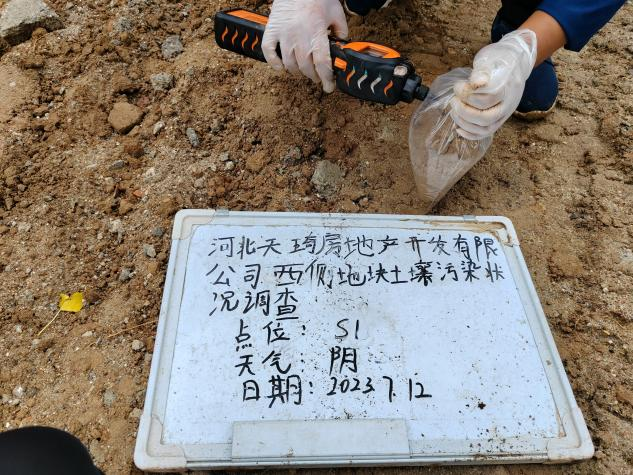 河北天琦房地产开发有限
公司西侧地块土壤污染状
况调查
点位: S1
天气: 阴
日期: 2023.7.12